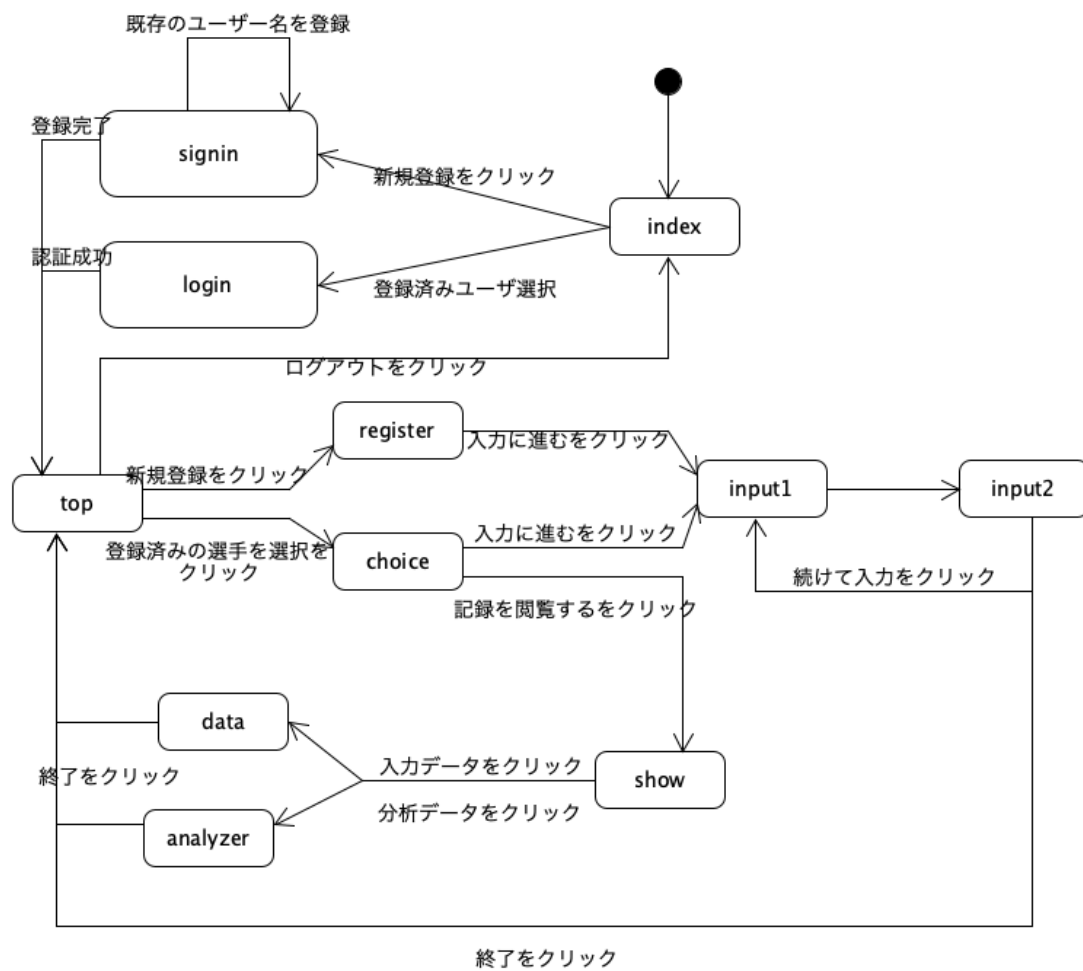 既存のユーザー名を登録
登録完了
signin
新規登録をクリック
index
認証成功
login
登録済みユーザ選択
ログアウトをクリック
register
入力に進むをクリック
新規登録をクリック
top
input1
input2
登録済みの選手を選択を
クリック
choice
入力に進むをクリック
続けて入力をクリック
記録を閲覧するをクリック
data
終了をクリック
入力データをクリック
show
分析データをクリック
analyzer
終了をクリック